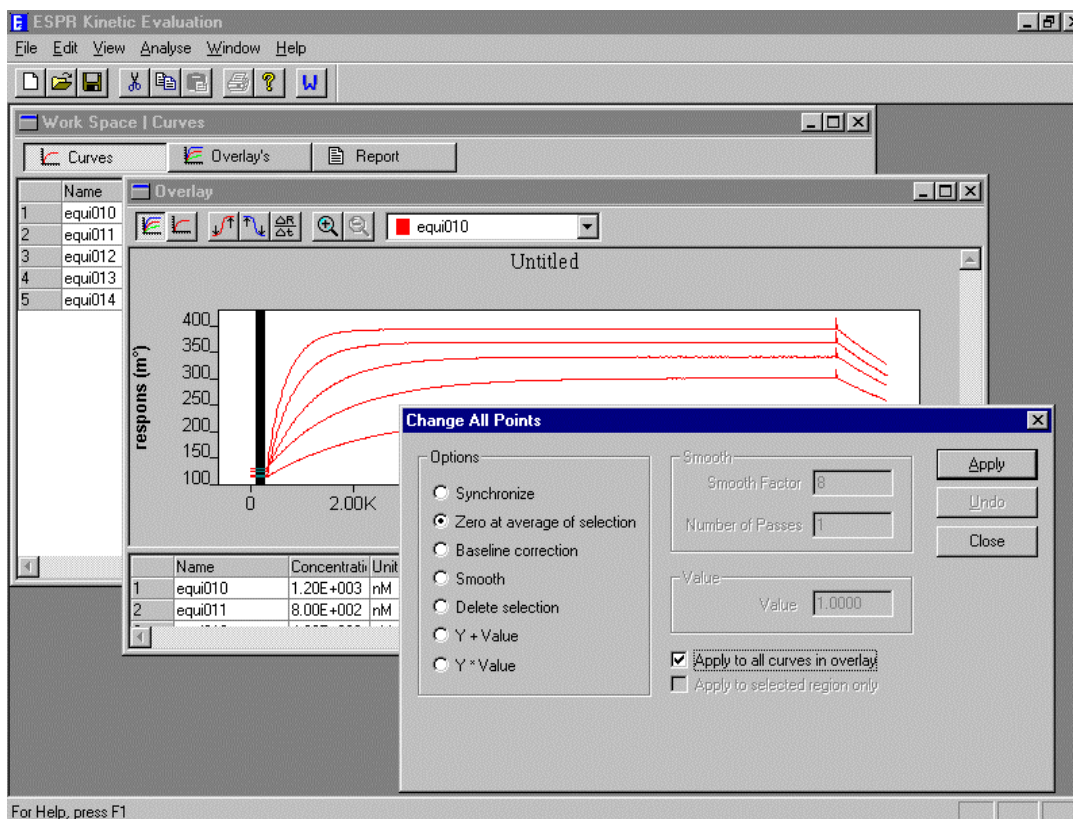 ESPR Kinetic Evaluation
File Edit View Analyse Window Help
Work Space | Curves
Curves Overlay's Report
Name
1 equi010
2 equi011
3 equi012
4 equi013
5 equi014
Overlay
ΔR
Δt
equi010
Untitled
respons (m°)
400
350
300
250
200
150
100
0 2.00K
Name Concentrati Unit
1 equi010 1.20E+003 nM
2 equi011 8.00E+002 nM
Change All Points
Options
Synchronize
Zero at average of selection
Baseline correction
Smooth
Delete selection
Y + Value
Y * Value
Smooth
Smooth Factor 8
Number of Passes 1
Value
Value 1.0000
Apply to all curves in overlay
Apply to selected region only
Apply
Undo
Close
For Help, press F1